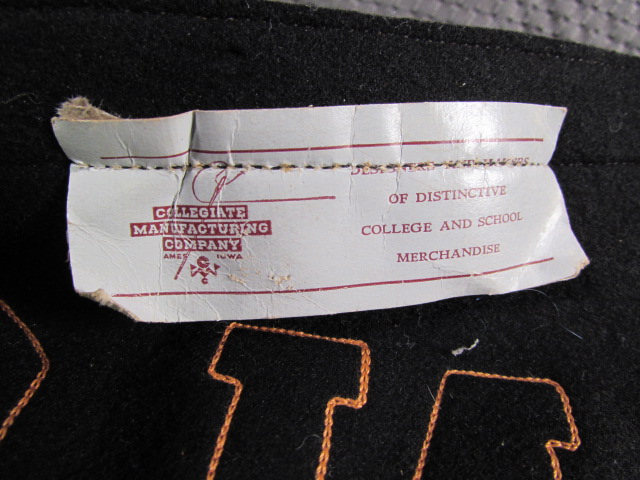 COLLEGIATE
MANUFACTURING
COMPANY
AMES IOWA
OF DISTINCTIVE
COLLEGE AND SCHOOL
MERCHANDISE